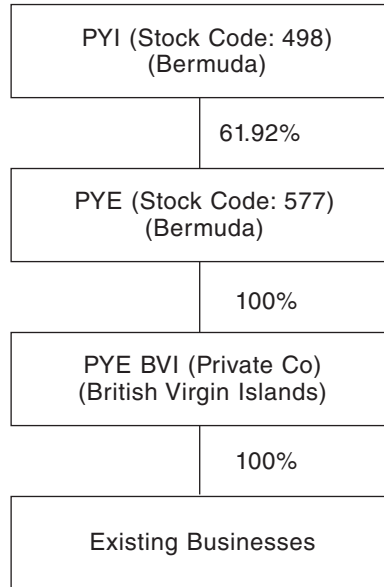 PYI (Stock Code: 498)
(Bermuda)
61.92%
PYE (Stock Code: 577)
(Bermuda)
100%
PYE BVI (Private Co)
(British Virgin Islands)
100%
Existing Businesses